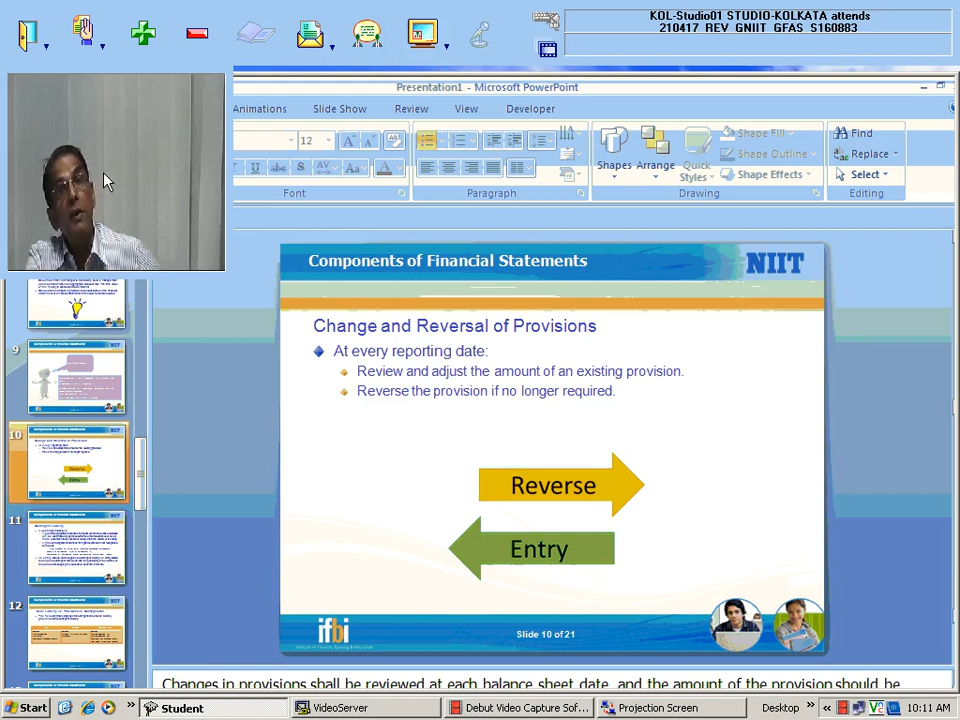 KOL-Studio01 STUDIO-KOLKATA attends
210417_REV_GNIIT_GFAS_S160883
Presentation1 - Microsoft PowerPoint
Animations Slide Show Review View Developer
12
Shapes Arrange Quick Styles
Shape Fill
Shape Outline
Shape Effects
Find
Replace
Select
Font Paragraph Drawing Editing
Components of Financial Statements
NIIT
Change and Reversal of Provisions
At every reporting date:
Review and adjust the amount of an existing provision.
Reverse the provision if no longer required.
Reverse
Entry
ifbi
Slide 10 of 21
9
10
Reverse
Entry
11
12
Changes in provisions shall be reviewed at each balance sheet date, and the amount of the provision should be
Start
Student
VideoServer
Debut Video Capture Sof...
Projection Screen
Desktop
10:11 AM